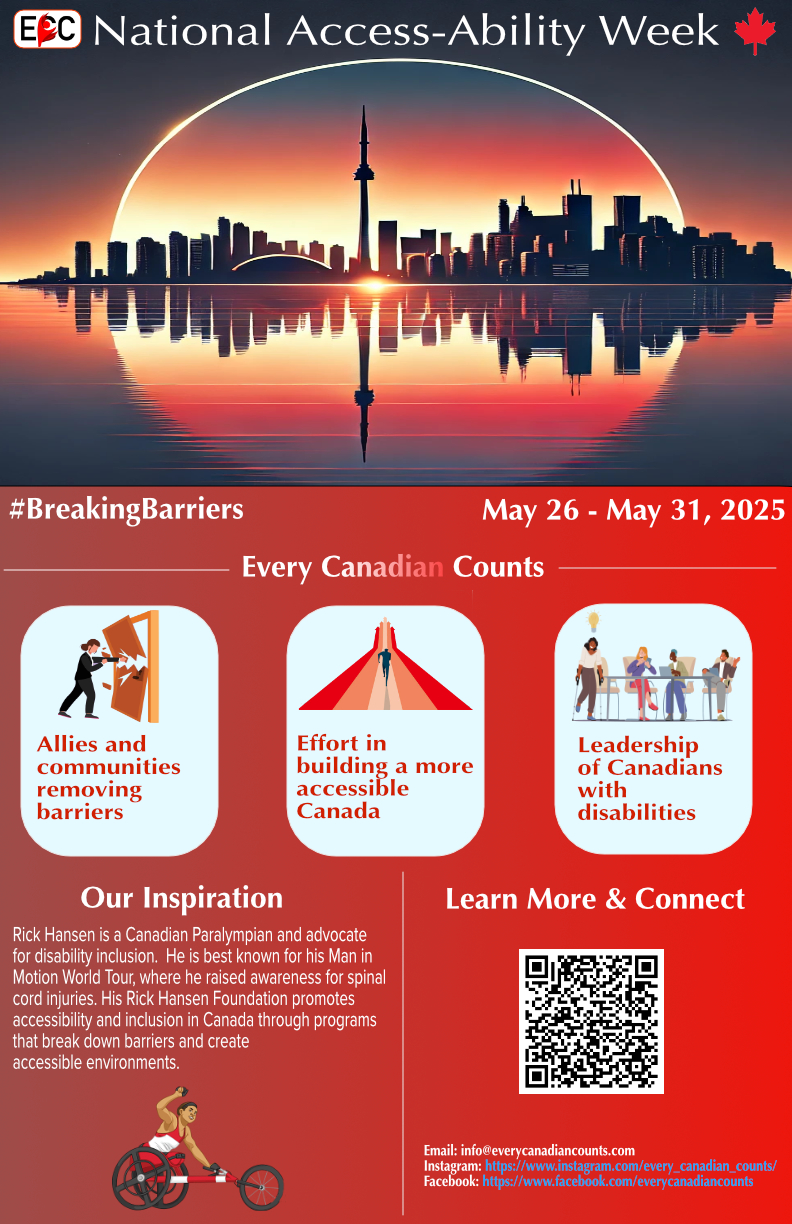 ECC National Access-Ability Week
#BreakingBarriers
May 26 - May 31, 2025
Every Canadian Counts
Allies and
communities
removing
barriers
Effort in
building a more
accessible
Canada
Leadership
of Canadians
with
disabilities
Our Inspiration
Rick Hansen is a Canadian Paralympian and advocate
for disability inclusion.  He is best known for his Man in
Motion World Tour, where he raised awareness for spinal
cord injuries. His Rick Hansen Foundation promotes
accessibility and inclusion in Canada through programs
that break down barriers and create
accessible environments.
Learn More & Connect
Email: info@everycanadiancounts.com
Instagram: https://www.instagram.com/every_canadian_counts/
Facebook: https://www.facebook.com/everycanadiancounts